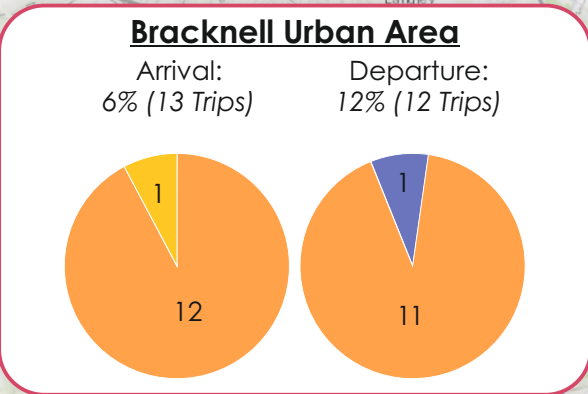 Bracknell Urban Area
Arrival: Departure:
6% (13 Trips) 12% (12 Trips)
1 1
12 11